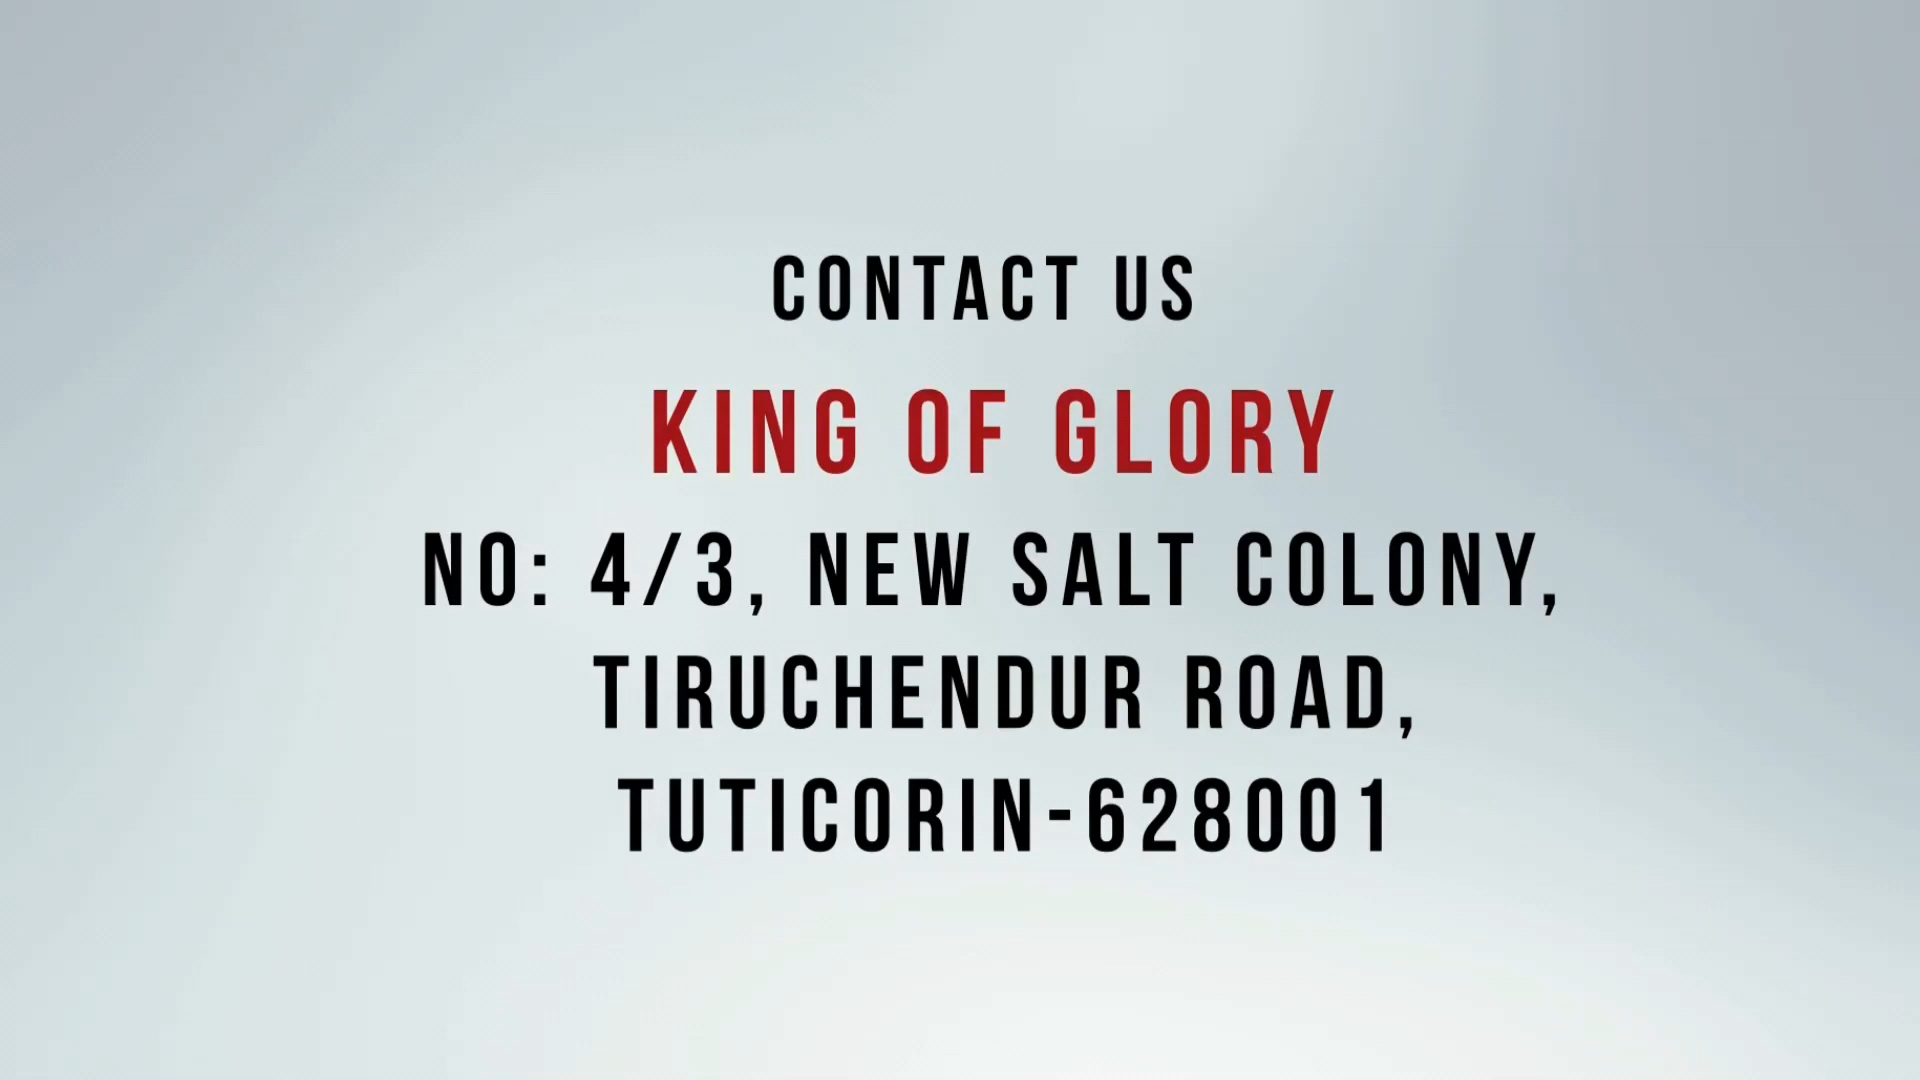 CONTACT US
KING OF GLORY
NO: 4/3, NEW SALT COLONY,
TIRUCHENDUR ROAD,
TUTICORIN-628001